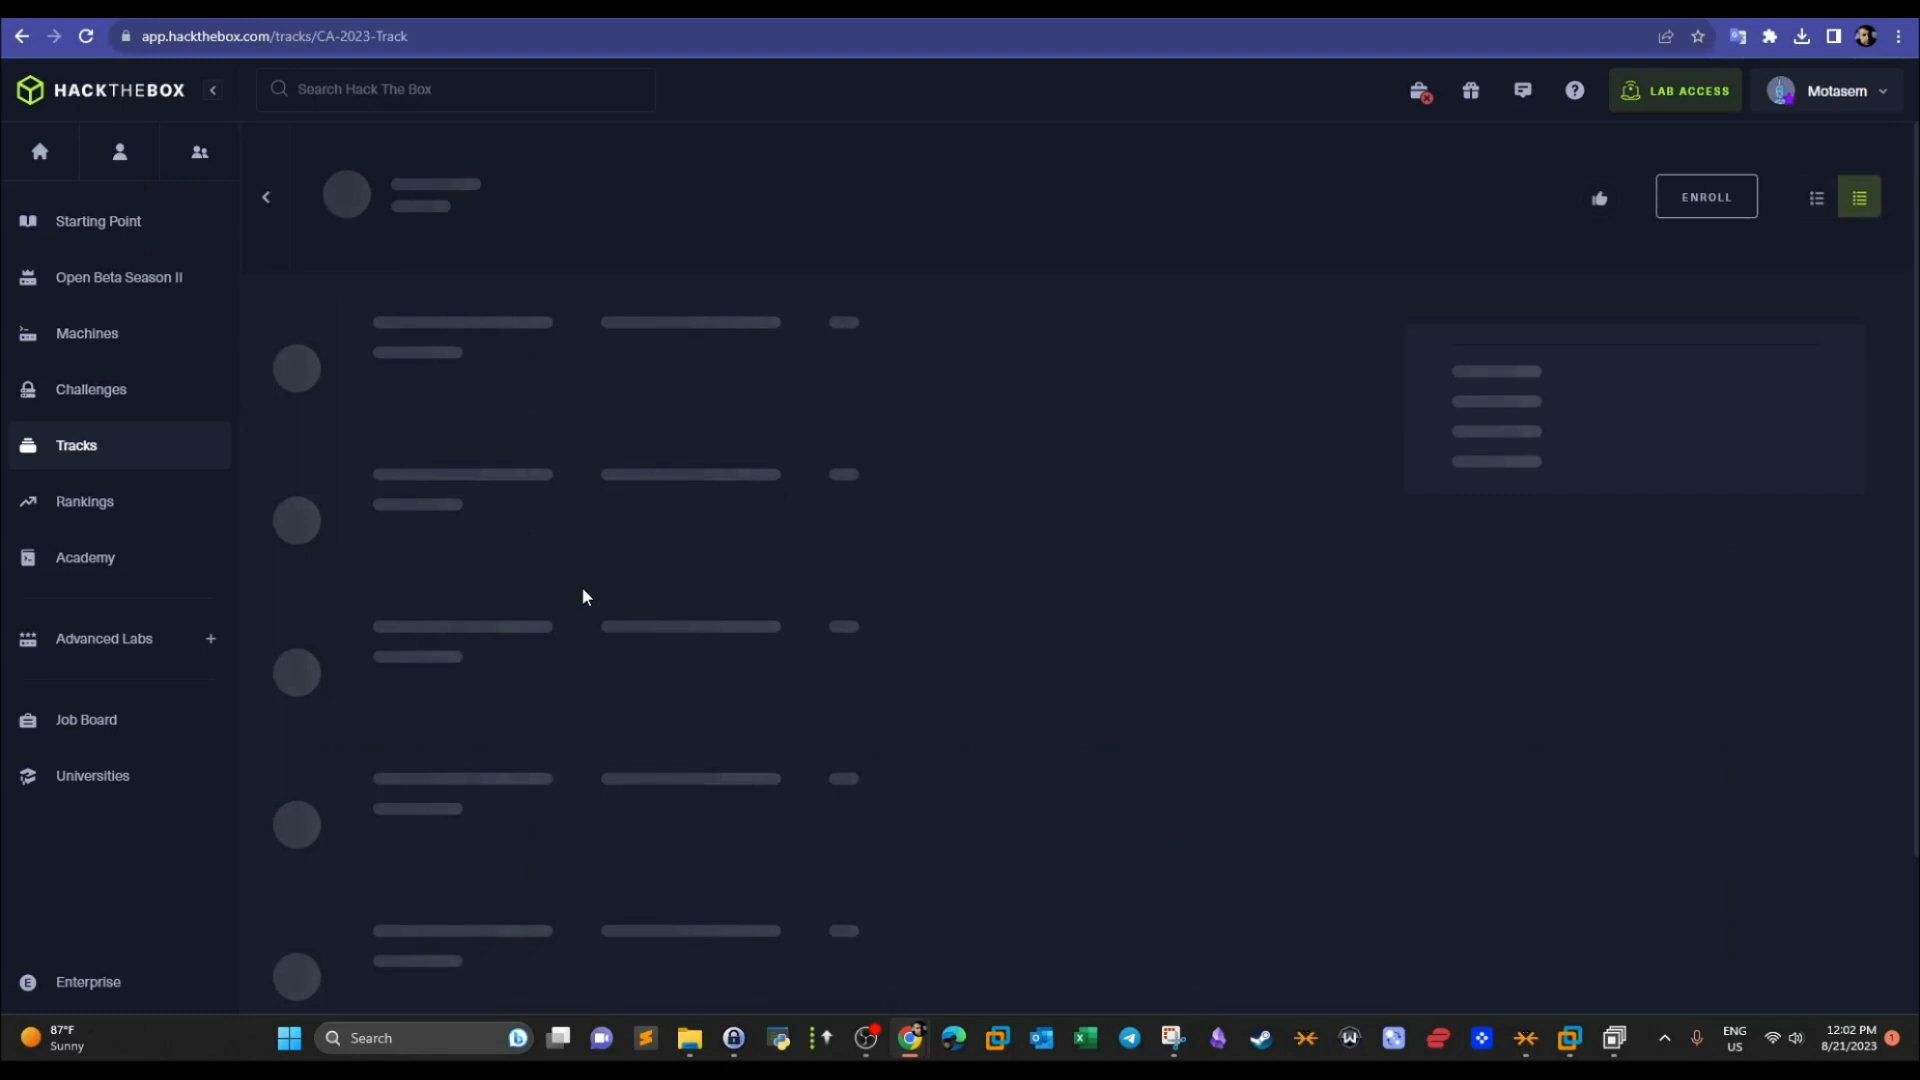 app.hackthebox.com/tracks/CA-2023-Track
HACKTHEBOX
Search Hack The Box
LAB ACCESS
Motasem
ENROLL
Starting Point
Open Beta Season II
Machines
Challenges
Tracks
Rankings
Academy
Advanced Labs +
Job Board
Universities
E Enterprise
87°F
Sunny
Search
ENG
US
12:02 PM
8/21/2023
1